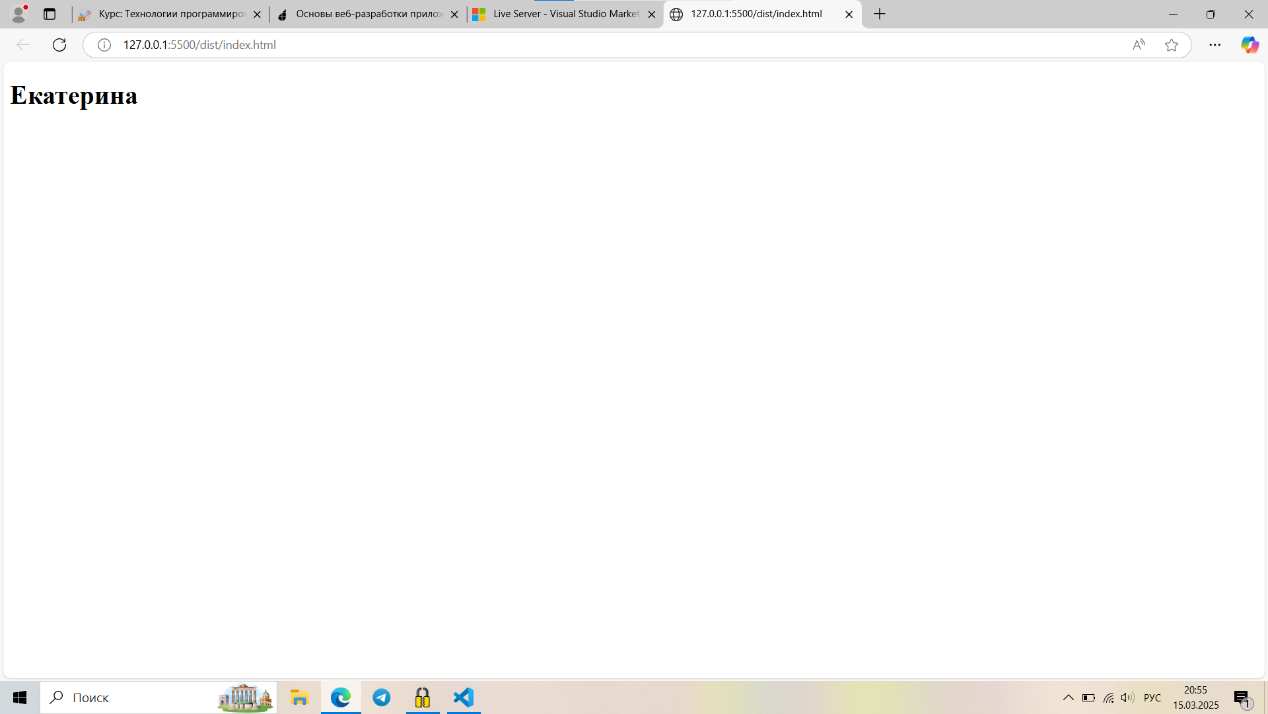 Курс: Технологии программиро
Основы веб-разработки прилож
Live Server - Visual Studio Market
127.0.0.1:5500/dist/index.html
127.0.0.1:5500/dist/index.html
Екатерина
Поиск
РУС
20:55
15.03.2025
1